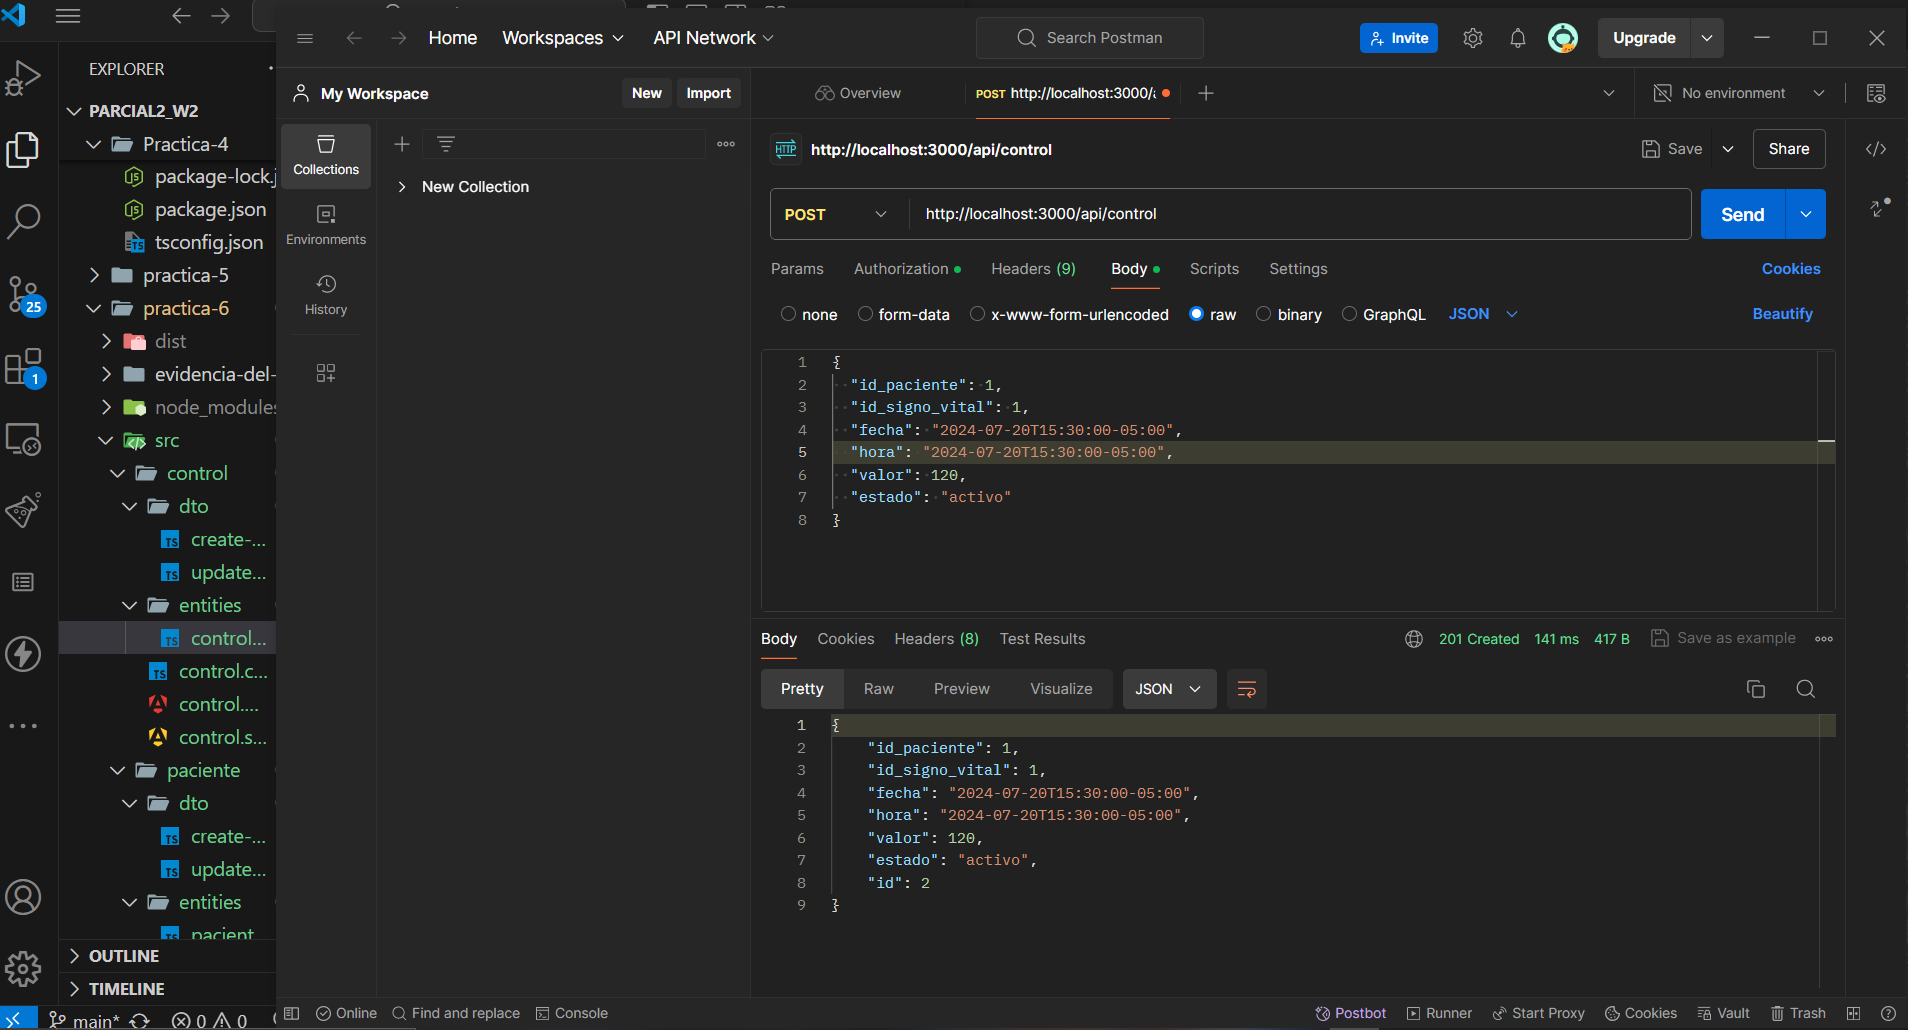 EXPLORER
PARCIAL2_W2
Practica-4
package-lock.j
package.json
tsconfig.json
practica-5
practica-6
dist
evidencia-del-
node_modules
src
control
dto
create-...
update...
entities
control...
control.c...
control....
control.s...
paciente
dto
create-...
update...
entities
pacient
OUTLINE
TIMELINE
25
1
main*
0 0
Home Workspaces API Network
Search Postman
Invite
Upgrade
My Workspace
New Import
Overview
POST http://localhost:3000/a
No environment
Collections
Environments
History
New Collection
HTTP http://localhost:3000/api/control
Save
Share
POST http://localhost:3000/api/control
Send
Params Authorization Headers (9) Body Scripts Settings Cookies
none form-data x-www-form-urlencoded raw binary GraphQL JSON Beautify
1 {
2 "id_paciente": 1,
3 "id_signo_vital": 1,
4 "fecha": "2024-07-20T15:30:00-05:00",
5 "hora": "2024-07-20T15:30:00-05:00",
6 "valor": 120,
7 "estado": "activo"
8 }
Body Cookies Headers (8) Test Results 201 Created 141 ms 417 B Save as example
Pretty Raw Preview Visualize JSON
1 {
2 "id_paciente": 1,
3 "id_signo_vital": 1,
4 "fecha": "2024-07-20T15:30:00-05:00",
5 "hora": "2024-07-20T15:30:00-05:00",
6 "valor": 120,
7 "estado": "activo",
8 "id": 2
9 }
Online Find and replace Console Postbot Runner Start Proxy Cookies Vault Trash